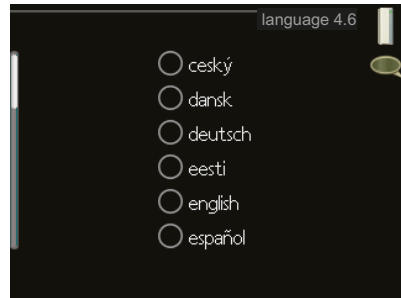 language 4.6
ceský
dansk
deutsch
eesti
english
español